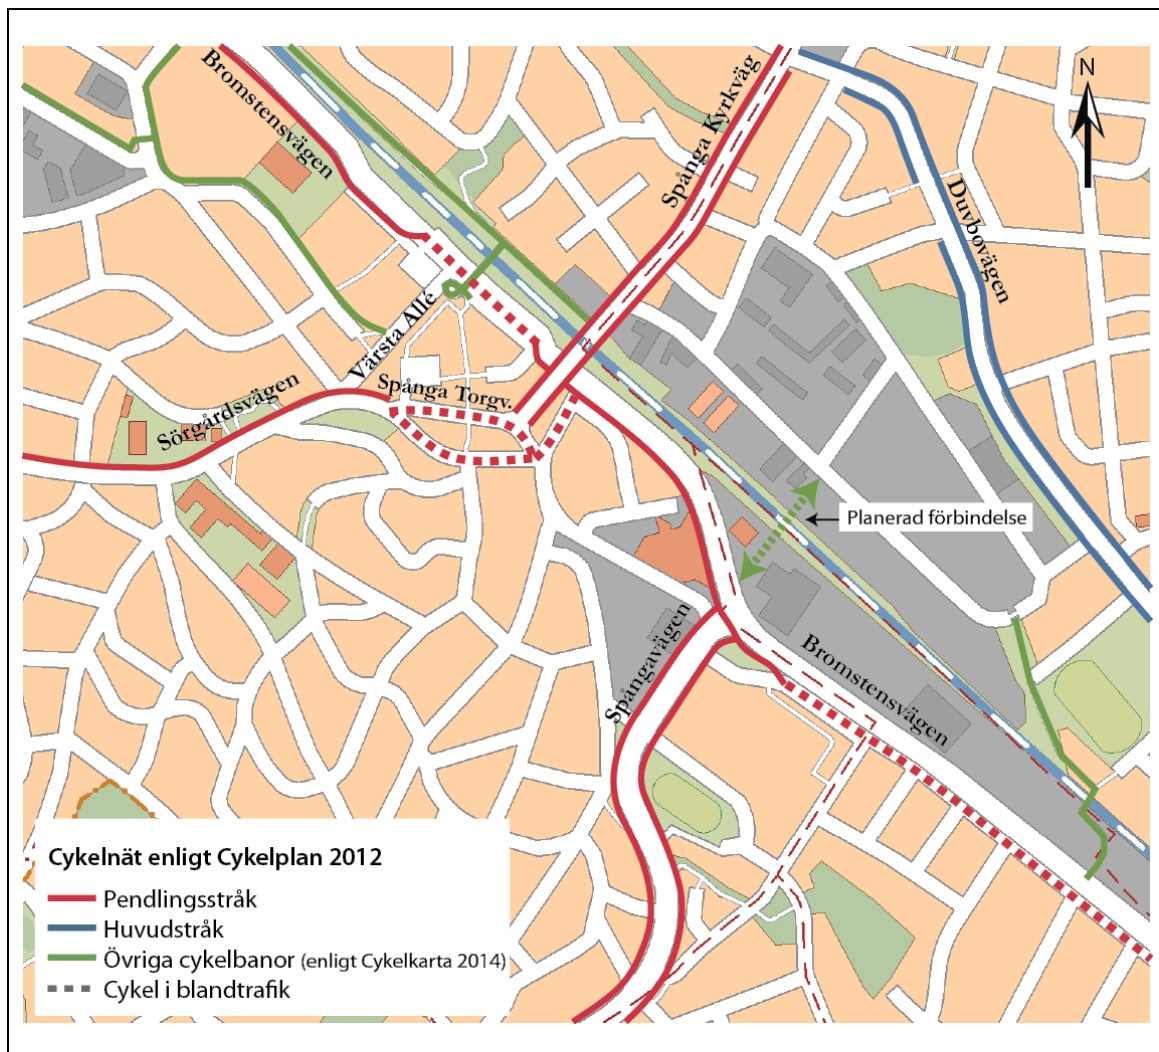 Bromstensvägen
Spånga Kyrkväg
N
Duvbovägen
Värsta Allé
Spånga Torgv.
Sörgårdsvägen
Planerad förbindelse
Spångavägen
Bromstensvägen
Cykelnät enligt Cykelplan 2012
Pendlingsstråk
Huvudstråk
Övriga cykelbanor (enligt Cykelkarta 2014)
Cykel i blandtrafik